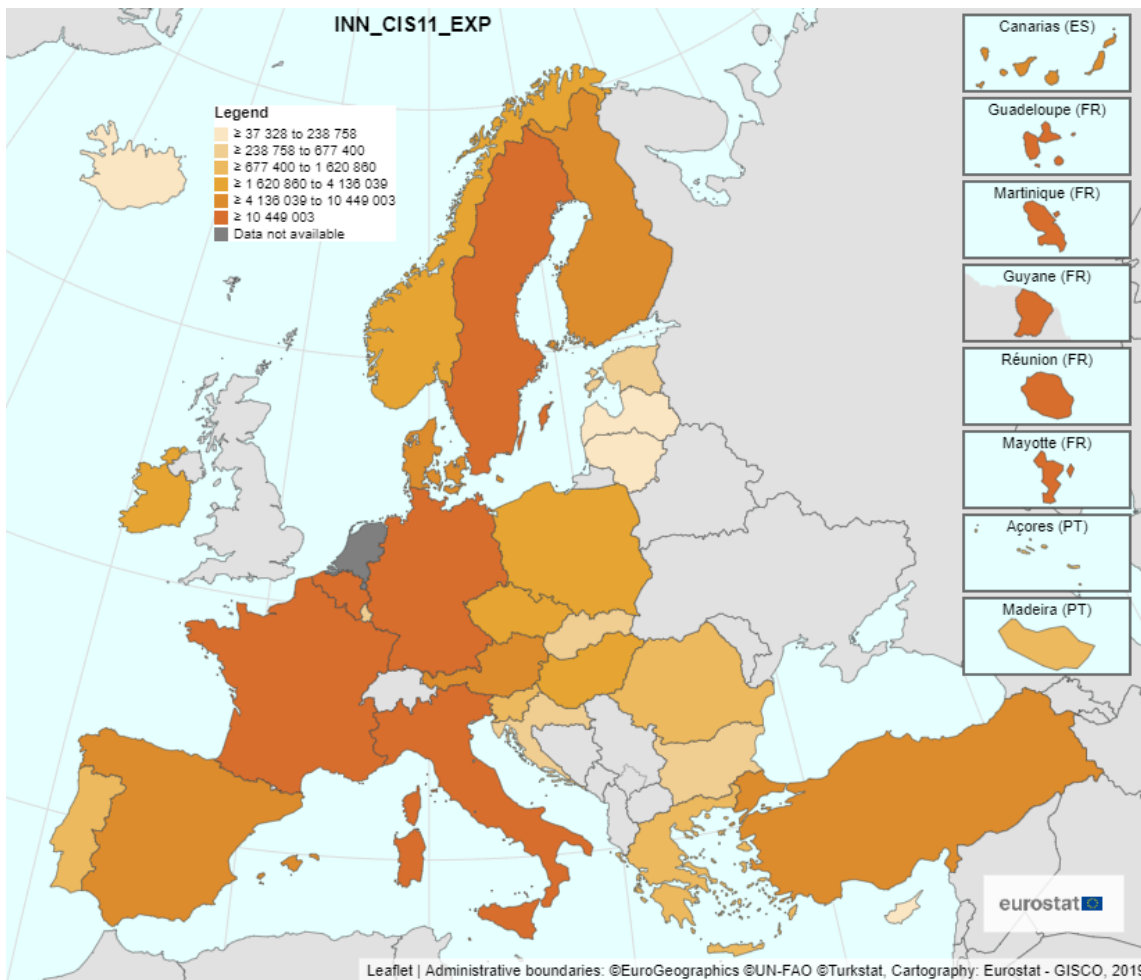 INN_CIS11_EXP
Legend
≥ 37 328 to 238 758
≥ 238 758 to 677 400
≥ 677 400 to 1 620 860
≥ 1 620 860 to 4 136 039
≥ 4 136 039 to 10 449 003
≥ 10 449 003
Data not available
Canarias (ES)
Guadeloupe (FR)
Martinique (FR)
Guyane (FR)
Réunion (FR)
Mayotte (FR)
Açores (PT)
Madeira (PT)
eurostat
Leaflet | Administrative boundaries: ©EuroGeographics ©UN-FAO ©Turkstat, Cartography: Eurostat - GISCO, 201